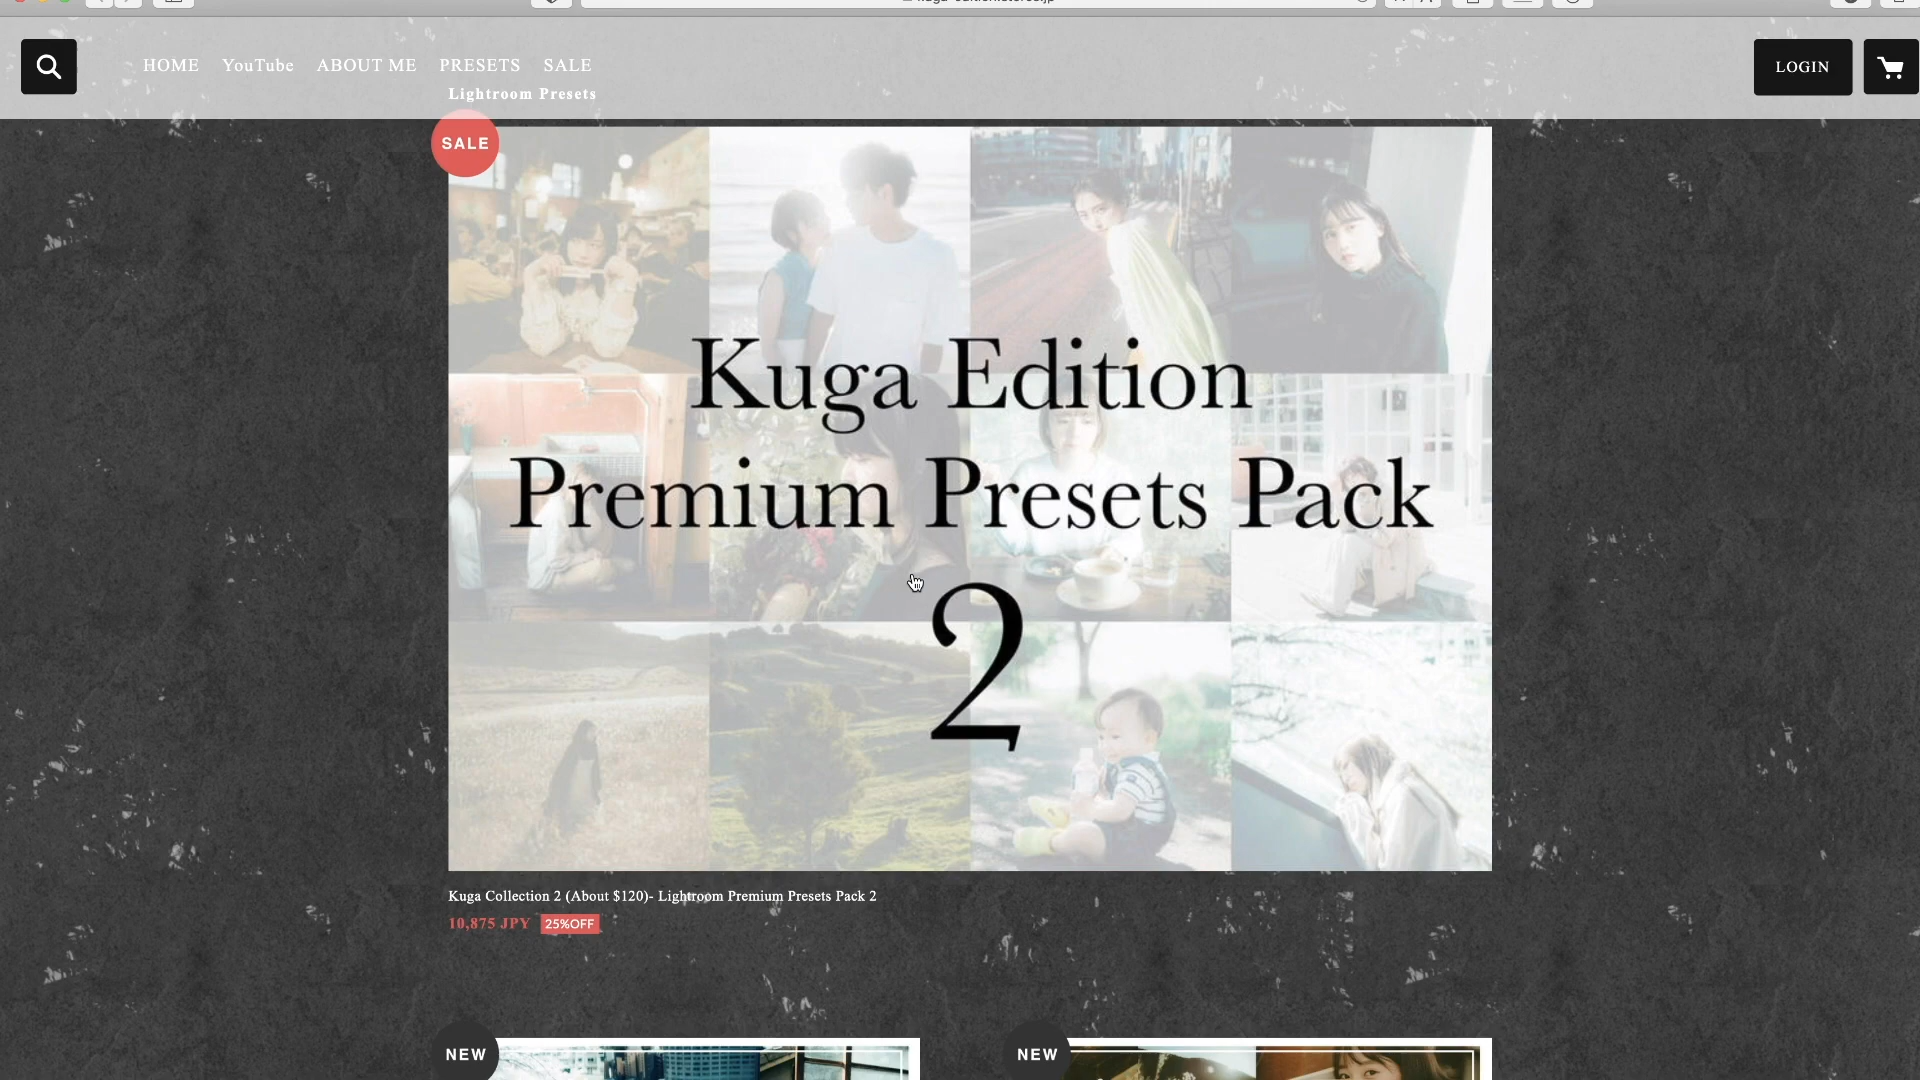 HOME YouTube ABOUT ME PRESETS SALE
LOGIN
Lightroom Presets
SALE
Kuga Edition
Premium Presets Pack
2
Kuga Collection 2 (About $120)- Lightroom Premium Presets Pack 2
10,875 JPY 25%OFF
NEW
NEW